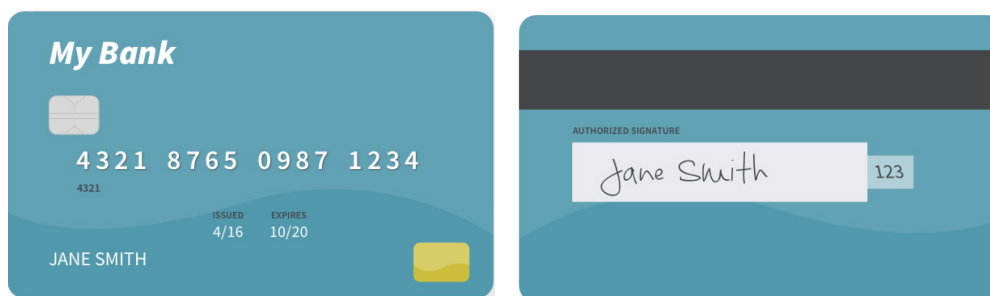 My Bank
4321 8765 0987 1234
4321
ISSUED EXPIRES
4/16 10/20
JANE SMITH
AUTHORIZED SIGNATURE
Jane Smith 123